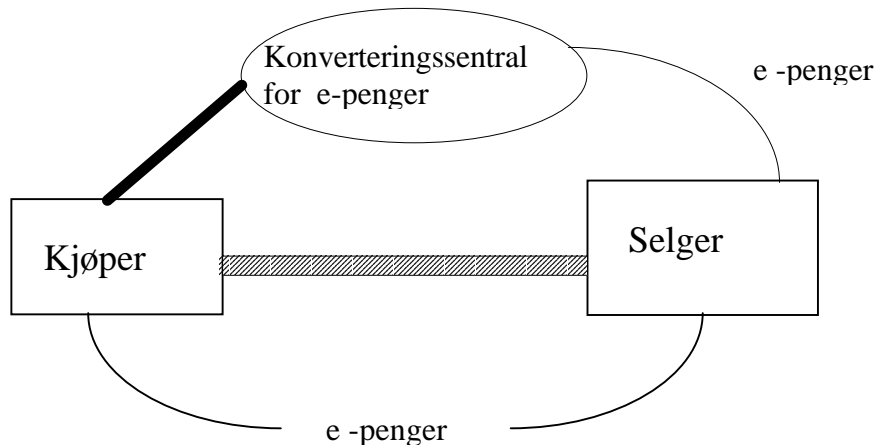 Konverteringssentral
for e-penger
e -penger
Kjøper
Selger
e -penger